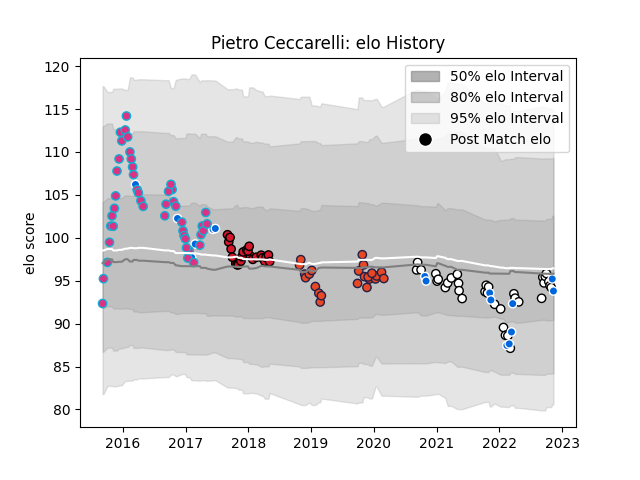 Pietro Ceccarelli: elo History
120
115
110
105
100
95
90
85
80
elo score
50% elo Interval
80% elo Interval
95% elo Interval
Post Match elo
2016 2017 2018 2019 2020 2021 2022 2023